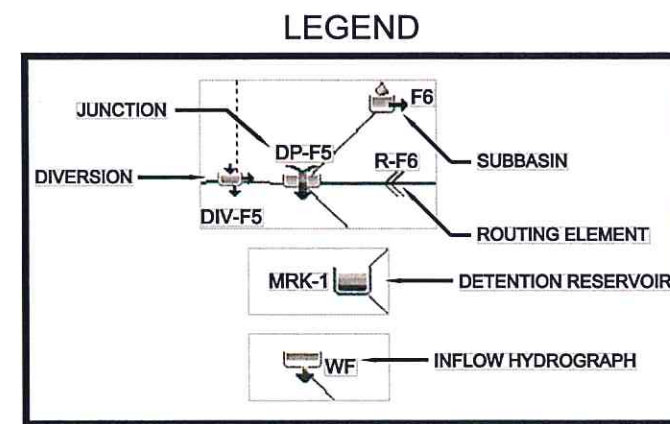 LEGEND
F6
JUNCTION
DP-F5
R-F6
SUBBASIN
DIVERSION
DIV-F5
ROUTING ELEMENT
MRK-1
DETENTION RESERVOIR
WF
INFLOW HYDROGRAPH